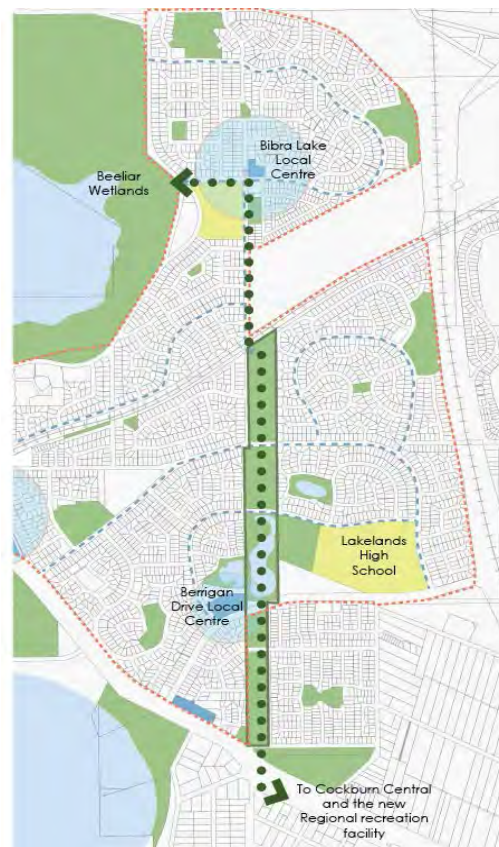 Bibra Lake
Local
Centre
Beeliar
Wetlands
Lakelands
High
School
Berrigan
Drive Local
Centre
To Cockburn Central
and the new
Regional recreation
facility